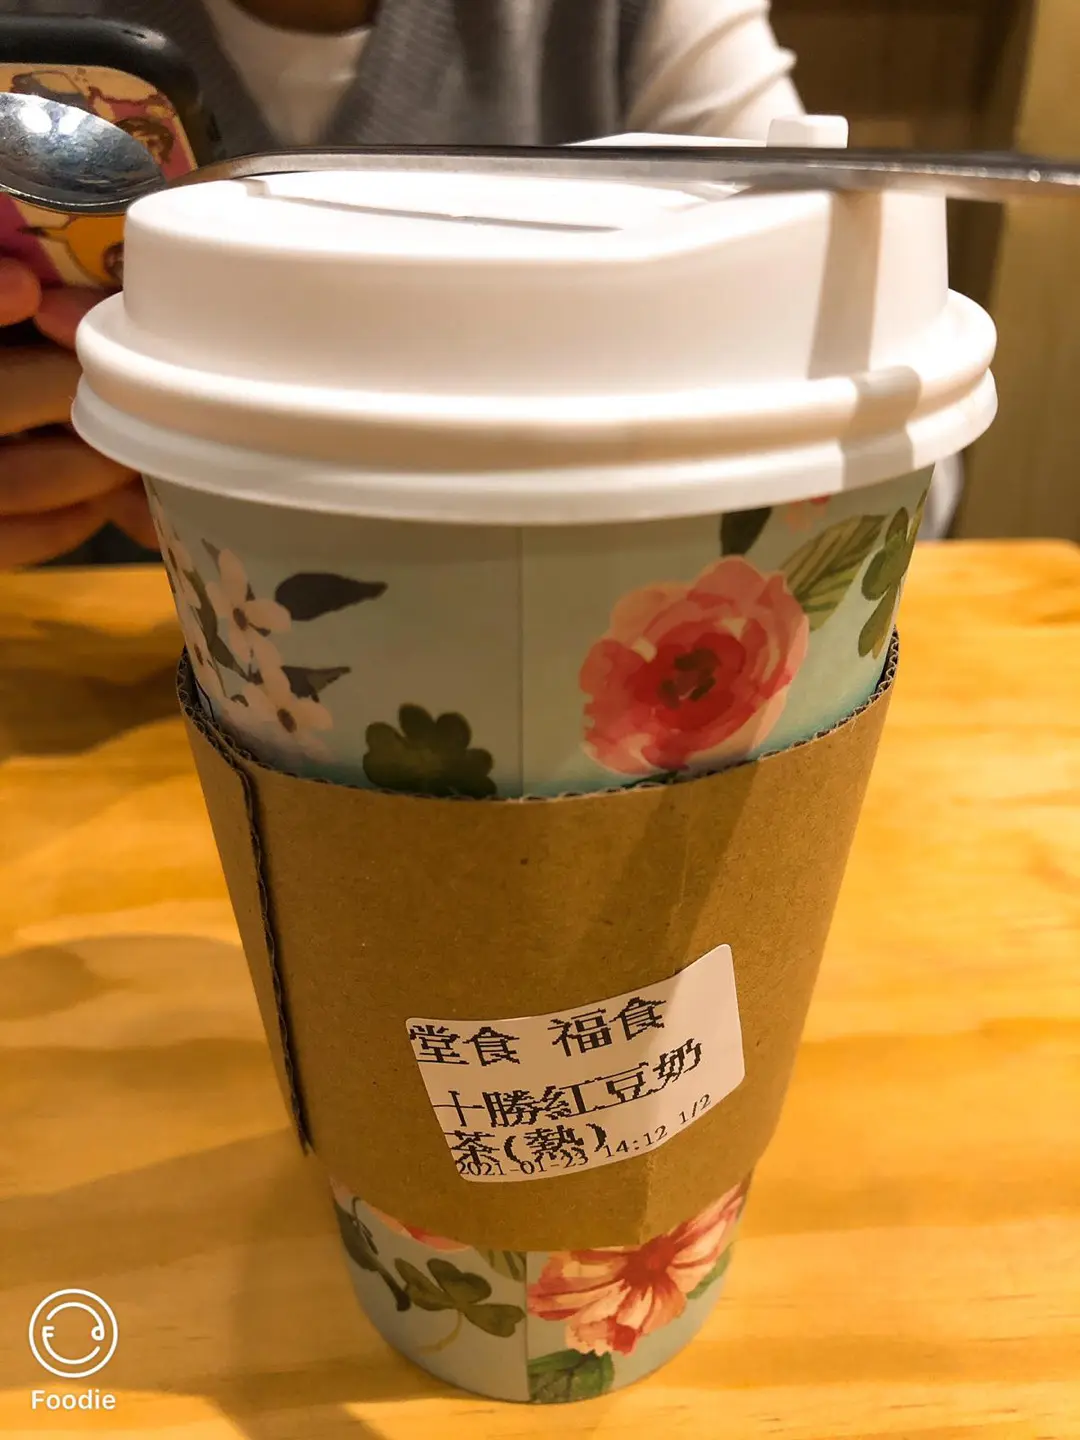 堂食 福食
十勝紅豆奶
茶(熱)
2021-01-23 14:12 1/2
F d
Foodie